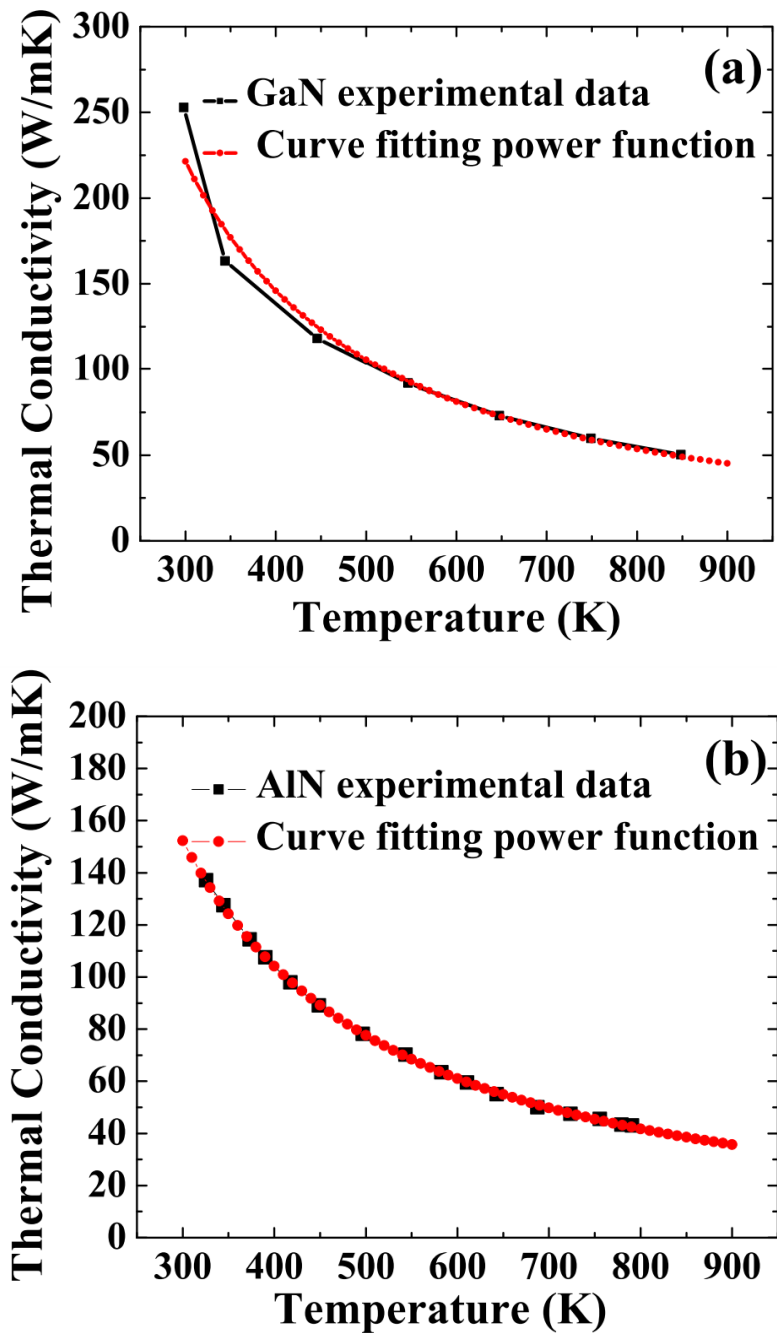 (a)
GaN experimental data
Curve fitting power function
Thermal Conductivity (W/mK)
300
250
200
150
100
50
0
300 400 500 600 700 800 900
Temperature (K)
(b)
AlN experimental data
Curve fitting power function
Thermal Conductivity (W/mK)
200
180
160
140
120
100
80
60
40
20
0
300 400 500 600 700 800 900
Temperature (K)